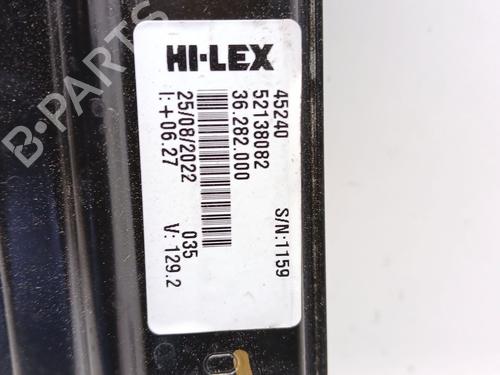 HI-LEX
45240
52138082
36.282.000
S/N:1159
25/08/2022
035
I:+06.27
V: 129.2
B-PARTS